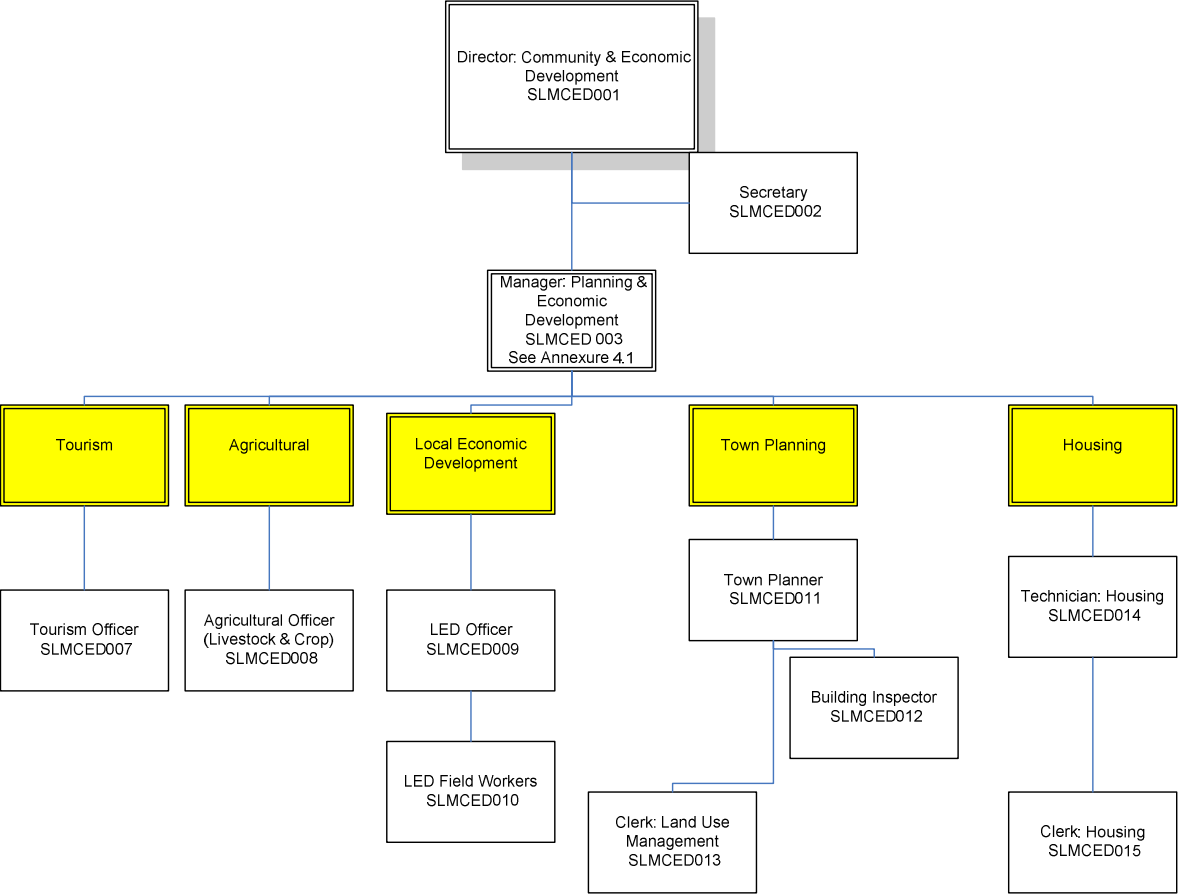 Director: Community & Economic
Development
SLMCED001
Secretary
SLMCED002
Manager: Planning &
Economic
Development
SLMCED 003
See Annexure 4.1
Tourism
Agricultural
Local Economic
Development
Town Planning
Housing
Tourism Officer
SLMCED007
Agricultural Officer
(Livestock & Crop)
SLMCED008
LED Officer
SLMCED009
Town Planner
SLMCED011
Technician: Housing
SLMCED014
Building Inspector
SLMCED012
LED Field Workers
SLMCED010
Clerk: Land Use
Management
SLMCED013
Clerk: Housing
SLMCED015